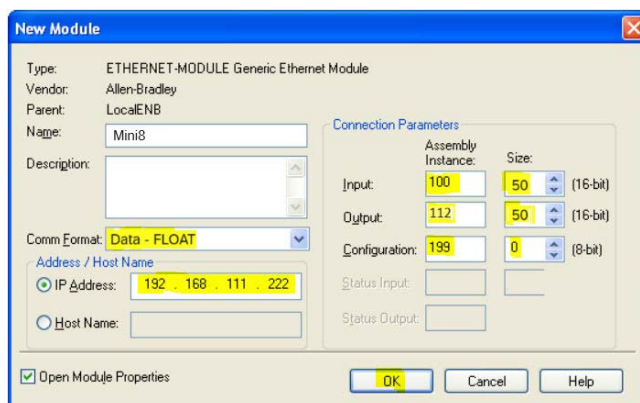 New Module
Type: ETHERNET-MODULE Generic Ethernet Module
Vendor: Allen-Bradley
Parent: LocalENB
Name: Mini8
Description:
Comm Format: Data - FLOAT
Address / Host Name
IP Address: 192 . 168 . 111 . 222
Host Name:
Connection Parameters
Assembly Instance: Size:
Input: 100 50 (16-bit)
Output: 112 50 (16-bit)
Configuration: 199 0 (8-bit)
Status Input:
Status Output:
Open Module Properties
OK Cancel Help